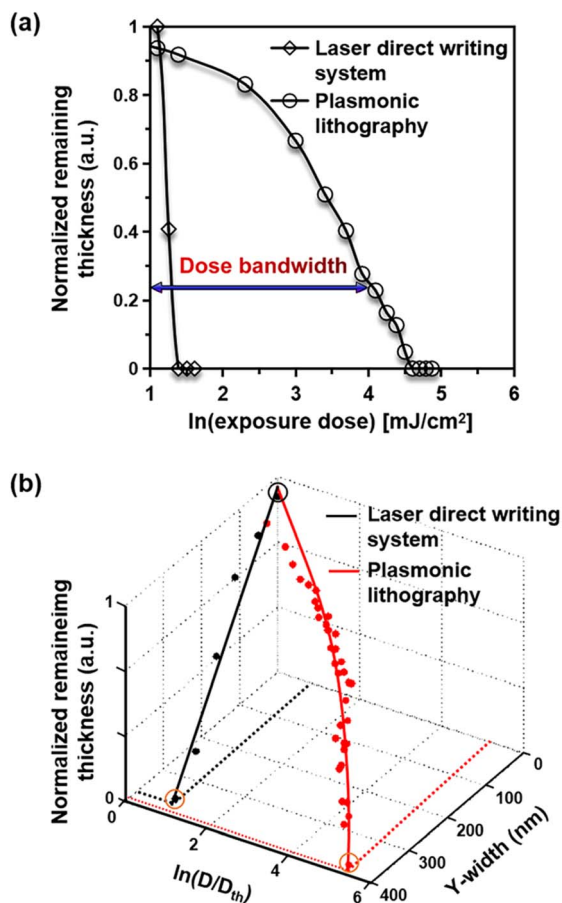 (a)
Laser direct writing
system
Plasmonic
lithography
Dose bandwidth
Normalized remaining
thickness (a.u.)
1
0.8
0.6
0.4
0.2
0
1 2 3 4 5 6
ln(exposure dose) [mJ/cm²]
(b)
Laser direct writing
system
Plasmonic
lithography
Normalized remaineimg
thickness (a.u.)
1
0
0 2 4 6
ln(D/Dth)
0
100
200
300
400
Y-width (nm)